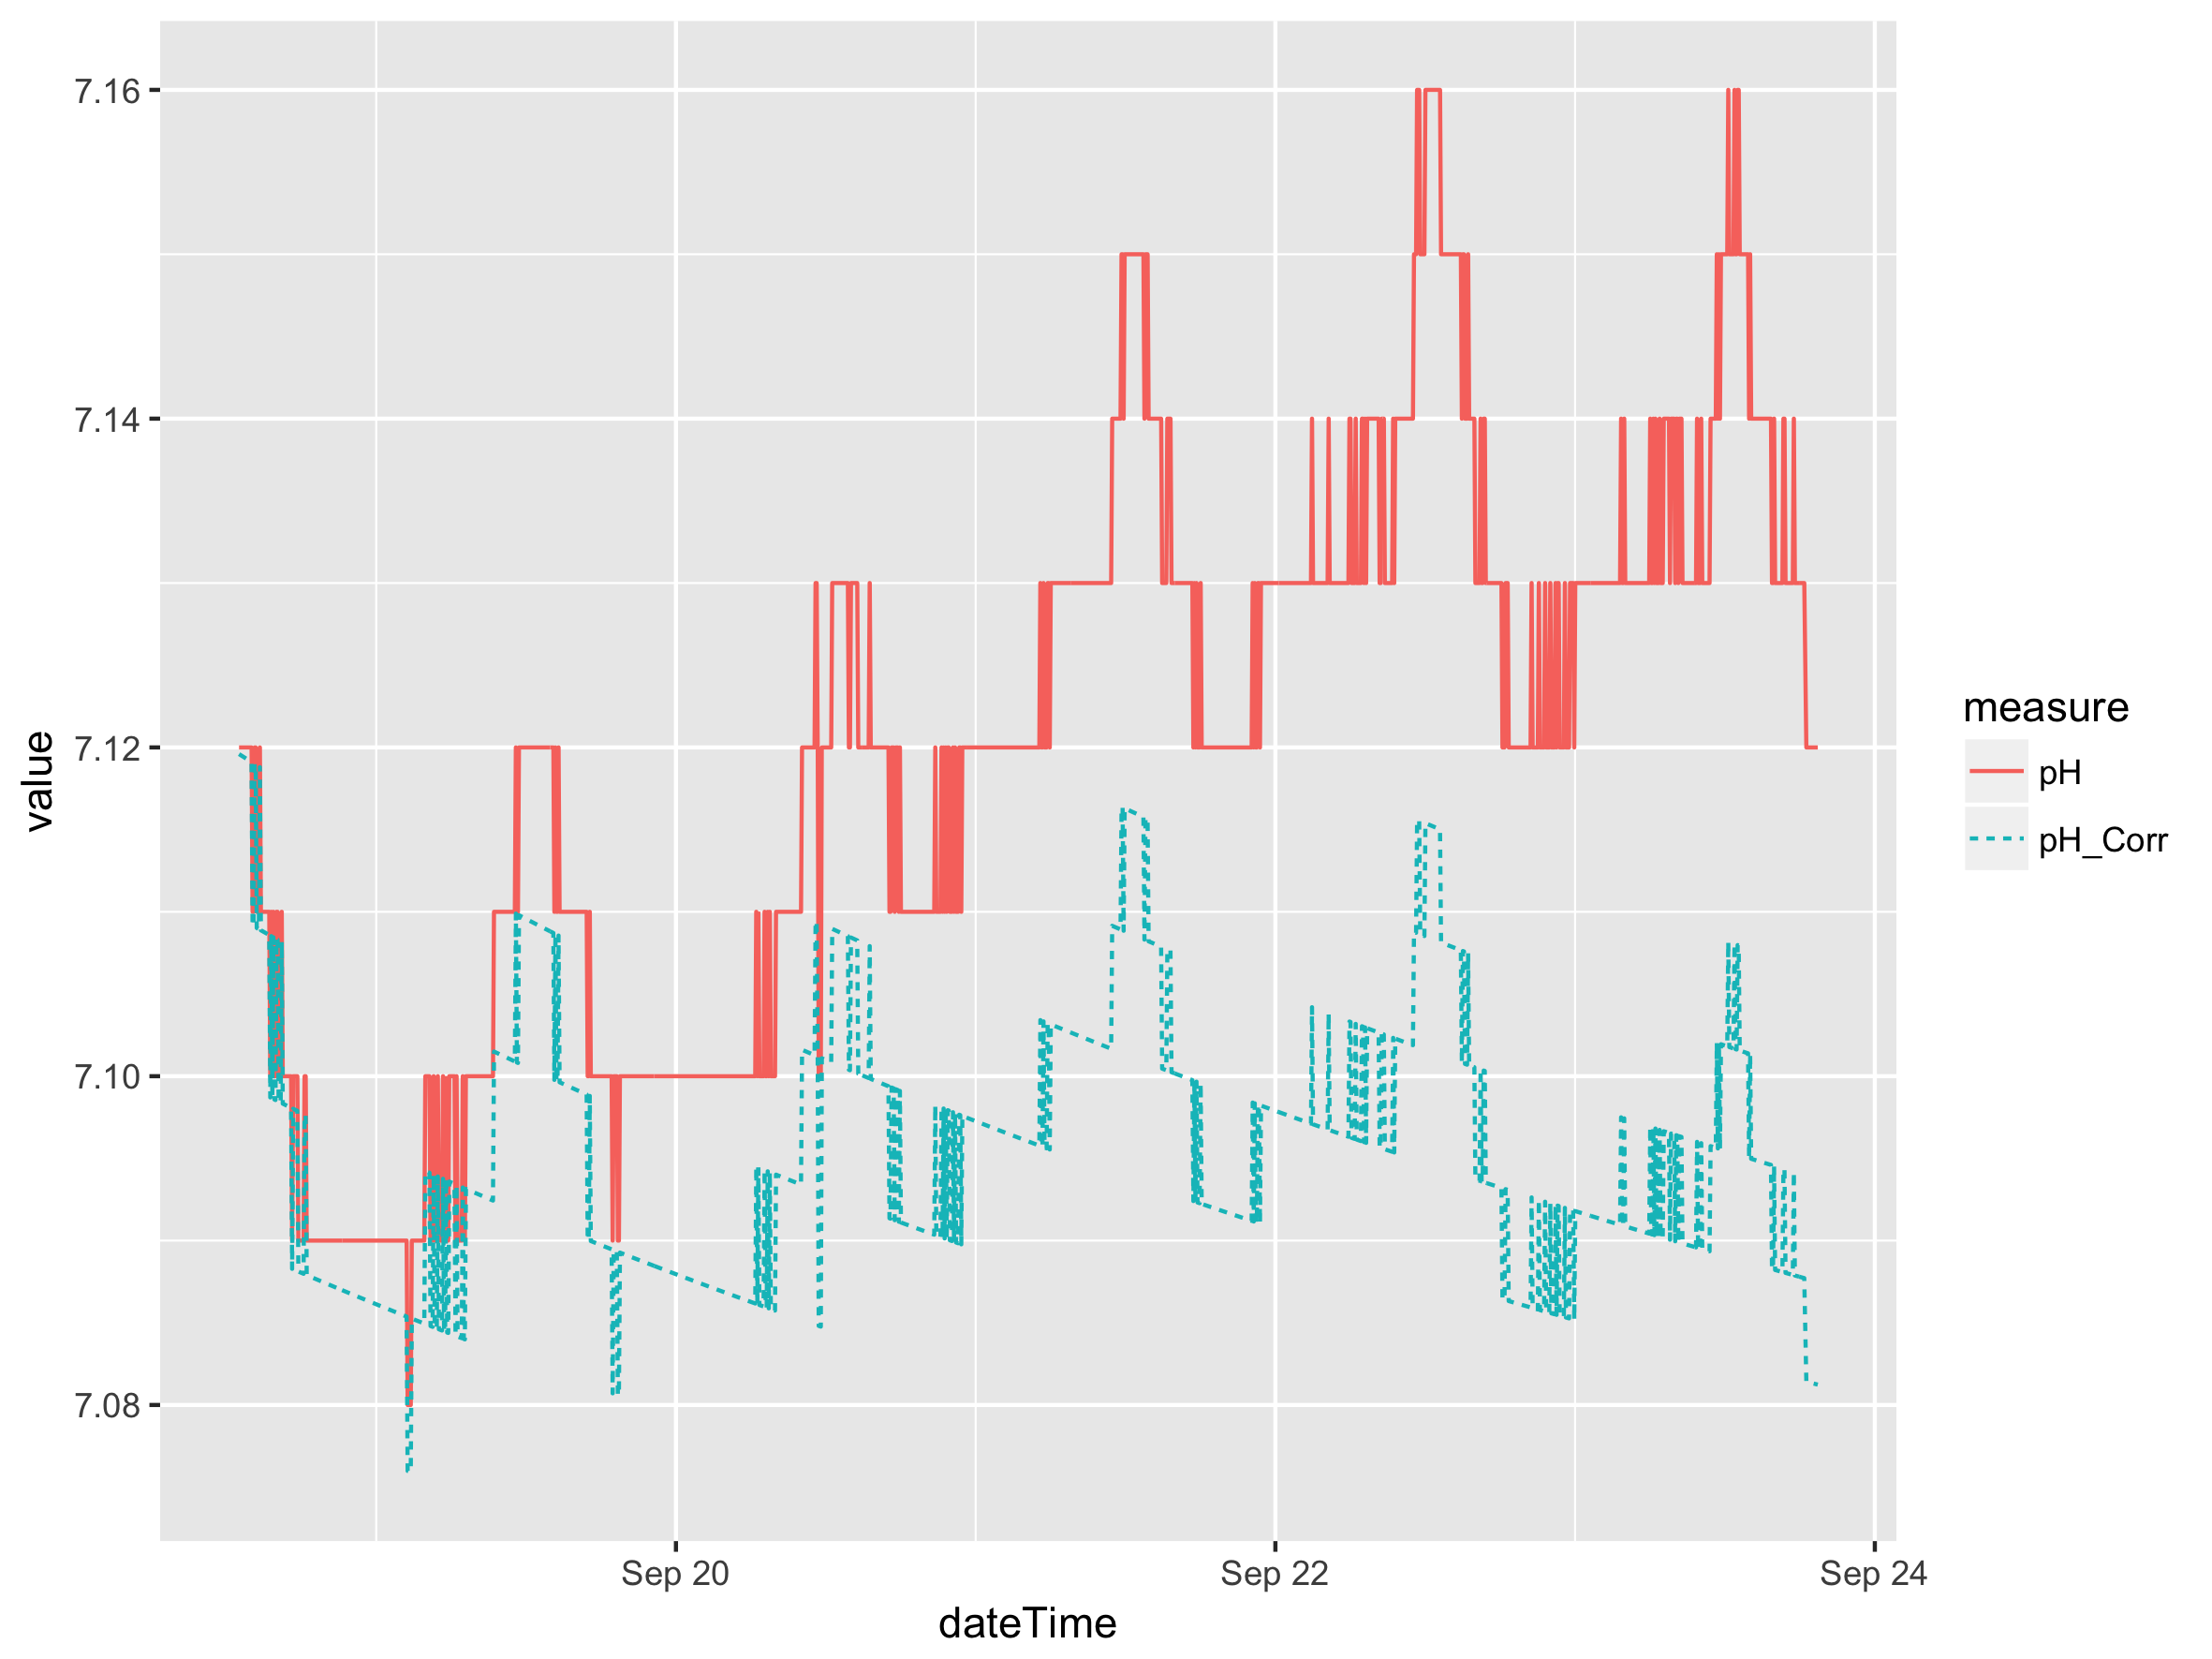 7.16
7.14
7.12
7.10
7.08
value
Sep 20
Sep 22
Sep 24
dateTime
measure
pH
pH_Corr